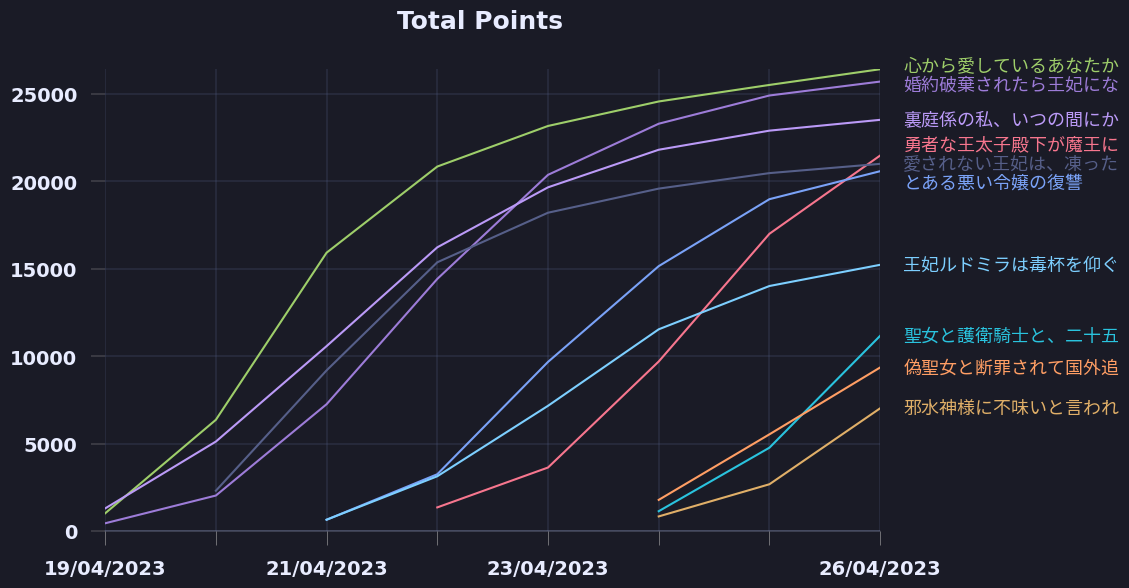 Total Points
25000
20000
15000
10000
5000
0
19/04/2023
21/04/2023
23/04/2023
26/04/2023
心から愛しているあなたか
婚約破棄されたら王妃にな
裏庭係の私、いつの間にか
勇者な王太子殿下が魔王に
愛されない王妃は、凍った
とある悪い令嬢の復讐
王妃ルドミラは毒杯を仰ぐ
聖女と護衛騎士と、二十五
偽聖女と断罪されて国外追
邪水神様に不味いと言われ